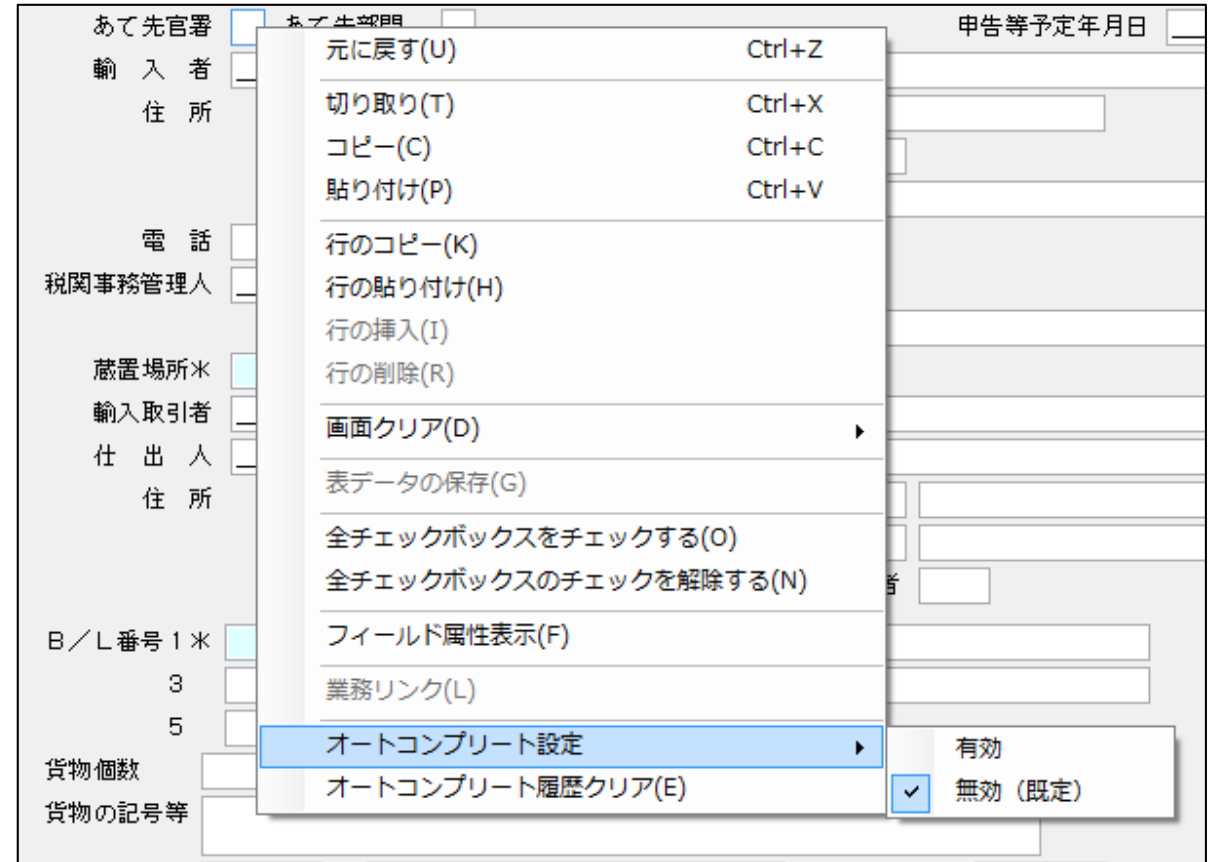 あて先官署 あて先部門 申告等予定年月日
元に戻す(U) Ctrl+Z
輸 入 者
切り取り(T) Ctrl+X
住 所
コピー(C) Ctrl+C
貼り付け(P) Ctrl+V
電 話
行のコピー(K)
税関事務管理人
行の貼り付け(H)
行の挿入(I)
蔵置場所*
行の削除(R)
輸入取引者
画面クリア(D)
仕 出 人
表データの保存(G)
住 所
全チェックボックスをチェックする(O)
全チェックボックスのチェックを解除する(N)
者
B/L番号1*
フィールド属性表示(F)
3
業務リンク(L)
5
オートコンプリート設定
有効
貨物個数
オートコンプリート履歴クリア(E)
無効（既定）
貨物の記号等